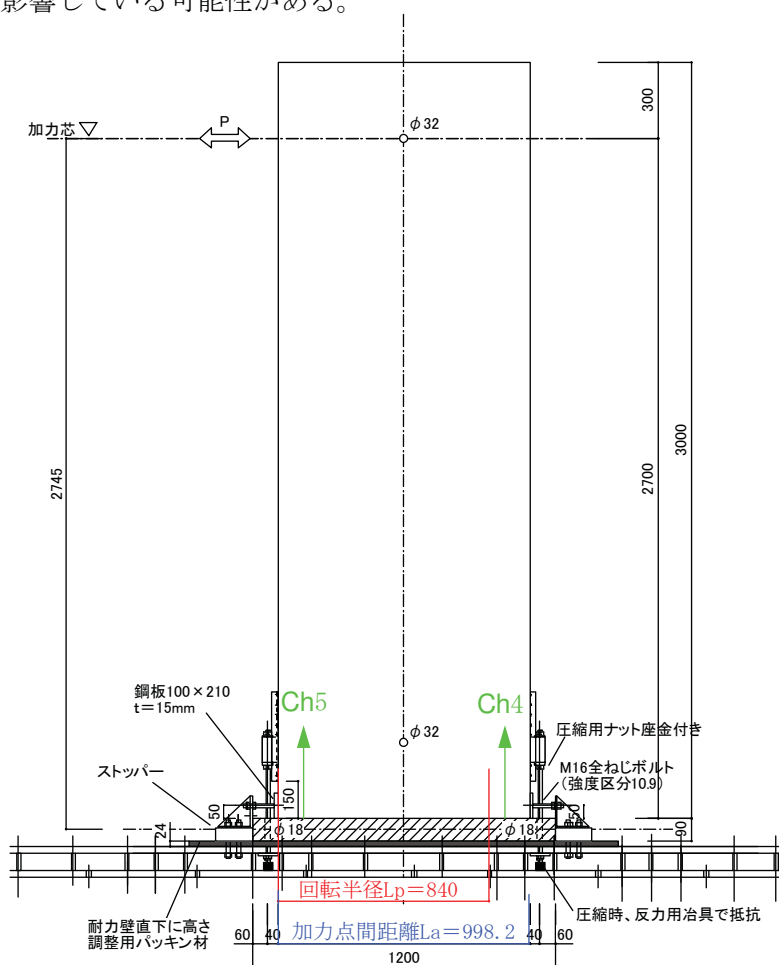 影響している可能性がある。
加力芯
P
φ32
300
2745
2700
3000
鋼板100×210
t=15mm
Ch5
Ch4
φ32
圧縮用ナット座金付き
ストッパー
M16全ねじボルト
(強度区分10.9)
150
50
50
24
φ18
φ18
90
回転半径Lp=840
耐力壁直下に高さ
調整用パッキン材
圧縮時、反力用冶具で抵抗
60
40
加力点間距離La=998.2
40
60
1200